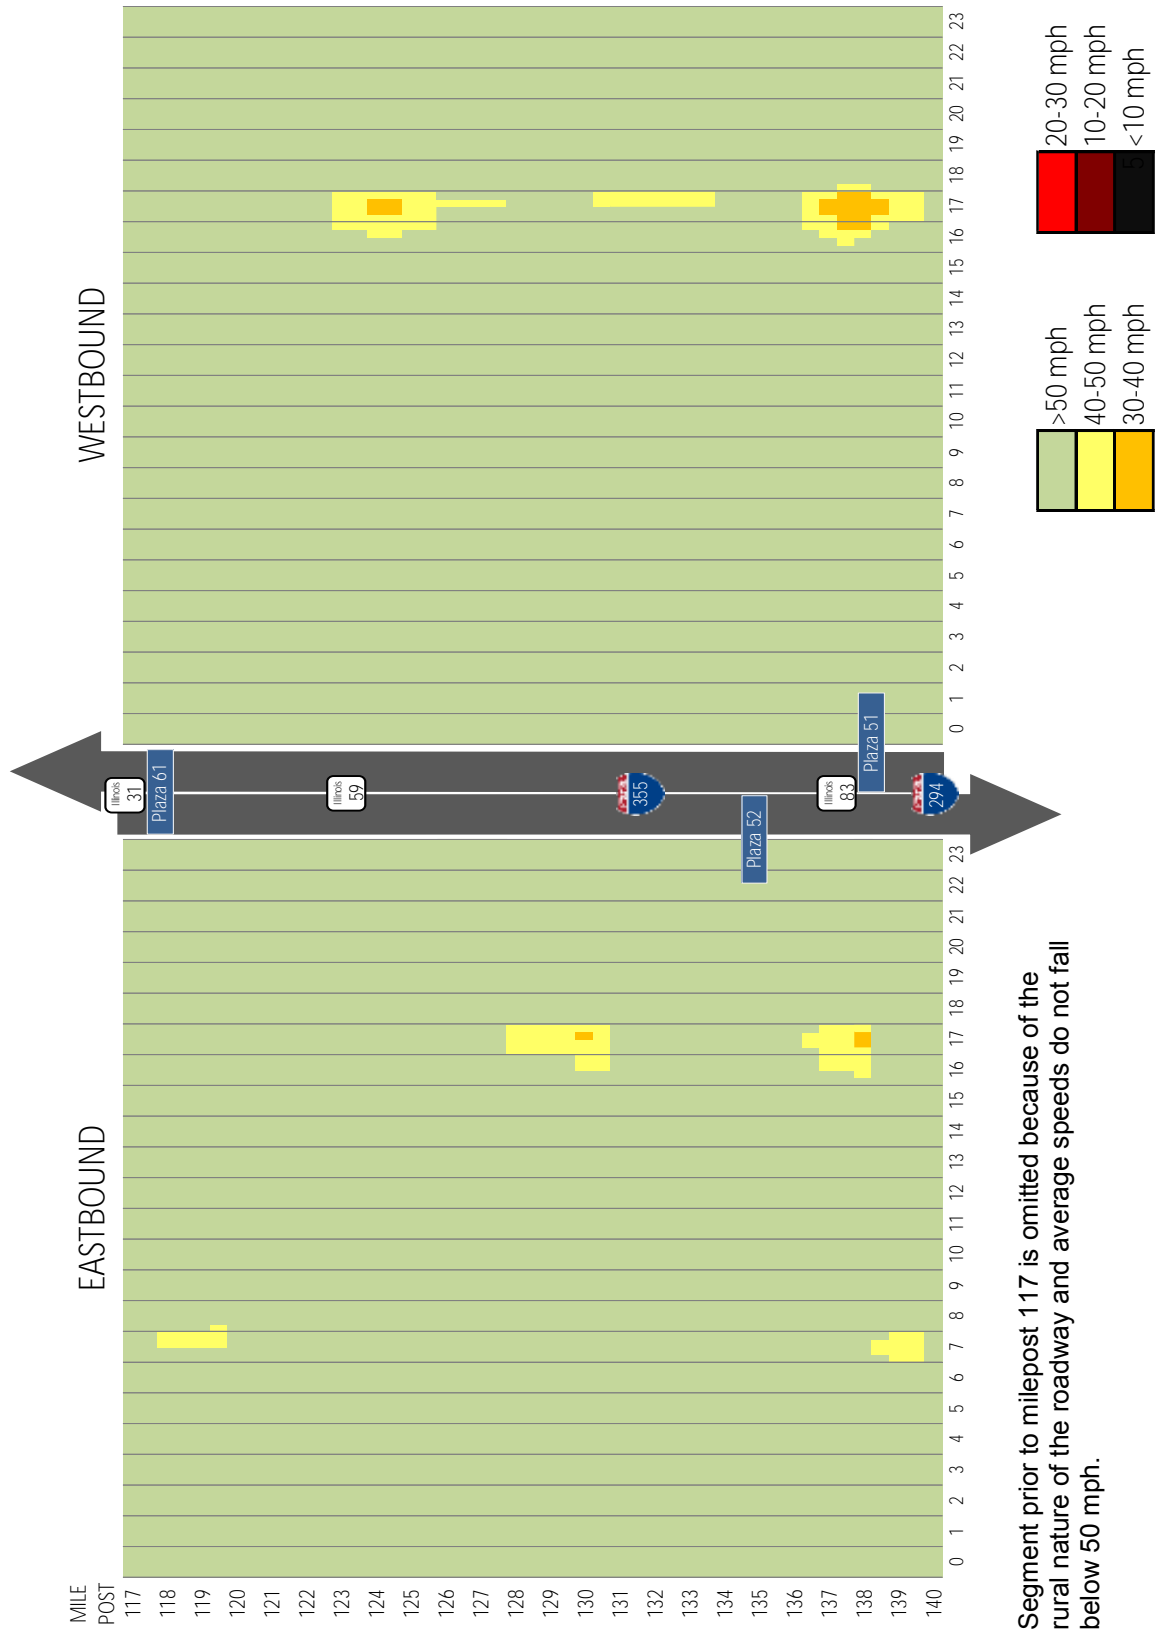 MILE
POST
EASTBOUND
WESTBOUND
117
118
119
120
121
122
123
124
125
126
127
128
129
130
131
132
133
134
135
136
137
138
139
140
Illinois
31
Plaza 61
Illinois
59
355
Plaza 52
Illinois
83
Plaza 51
294
0 1 2 3 4 5 6 7 8 9 10 11 12 13 14 15 16 17 18 19 20 21 22 23
0 1 2 3 4 5 6 7 8 9 10 11 12 13 14 15 16 17 18 19 20 21 22 23
Segment prior to milepost 117 is omitted because of the
rural nature of the roadway and average speeds do not fall
below 50 mph.
>50 mph
40-50 mph
30-40 mph
20-30 mph
10-20 mph
5 <10 mph